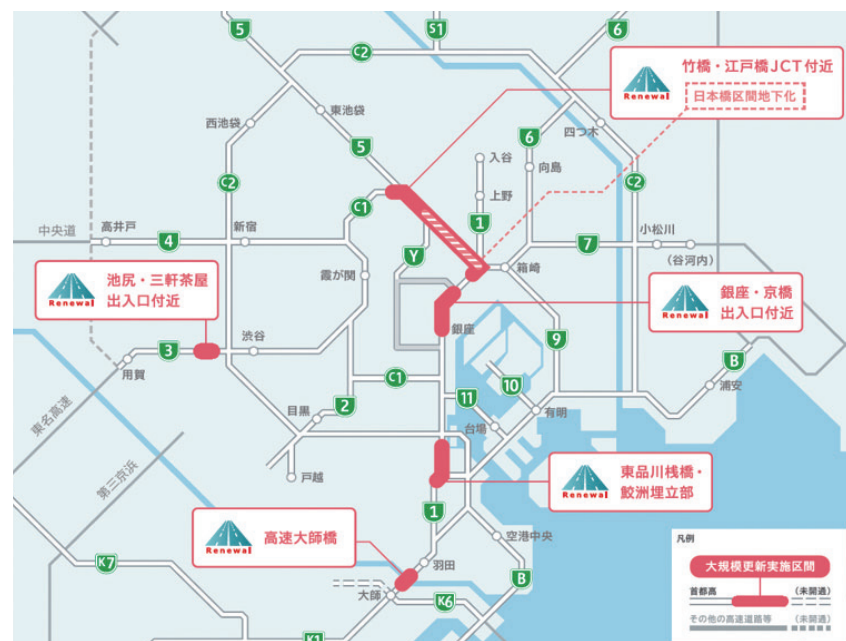 5
S1
6
C2
竹橋・江戸橋JCT付近
Renewal
日本橋区間地下化
東池袋
西池袋
5
6
四つ木
入谷
向島
C2
C2
上野
C1
1
中央道
高井戸
4
新宿
Y
7
小松川
(谷河内)
箱崎
霞が関
池尻・三軒茶屋
出入口付近
Renewal
銀座・京橋
出入口付近
Renewal
銀座
3
渋谷
9
B
用賀
C1
10
浦安
東名高速
目黒
2
11
有明
台場
第三京浜
戸越
東品川桟橋・
鮫洲埋立部
Renewal
1
高速大師橋
Renewal
空港中央
羽田
K7
B
大師
K6
K1
凡例
大規模更新実施区間
首都高
(未開通)
その他の高速道路等
(未開通)